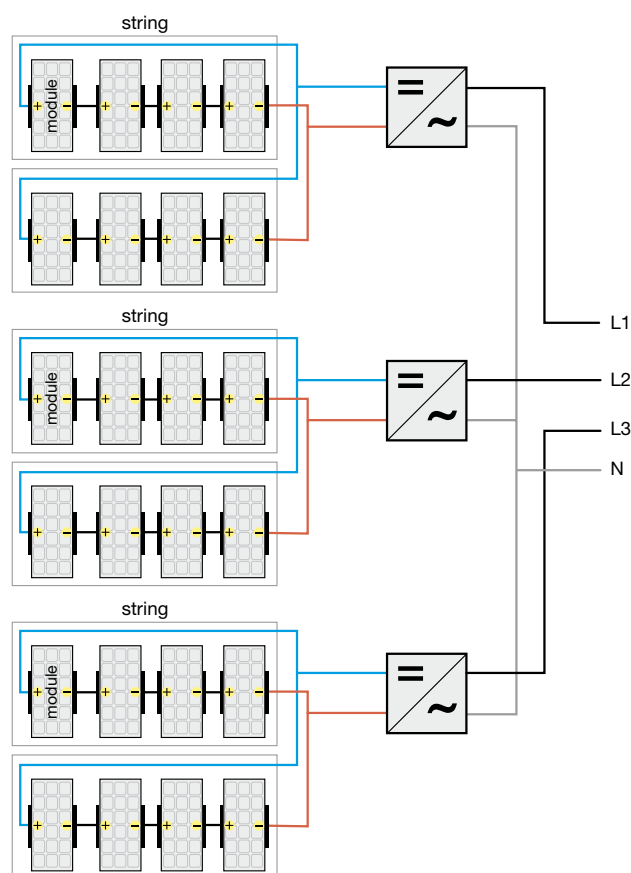 string
module
+ − + − + − + −
+ − + − + − + −
= ~
L1
string
module
+ − + − + − + −
+ − + − + − + −
= ~
L2
L3
N
string
module
+ − + − + − + −
+ − + − + − + −
= ~